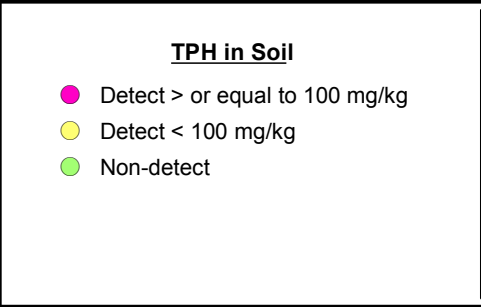 TPH in Soil
Detect > or equal to 100 mg/kg
Detect < 100 mg/kg
Non-detect